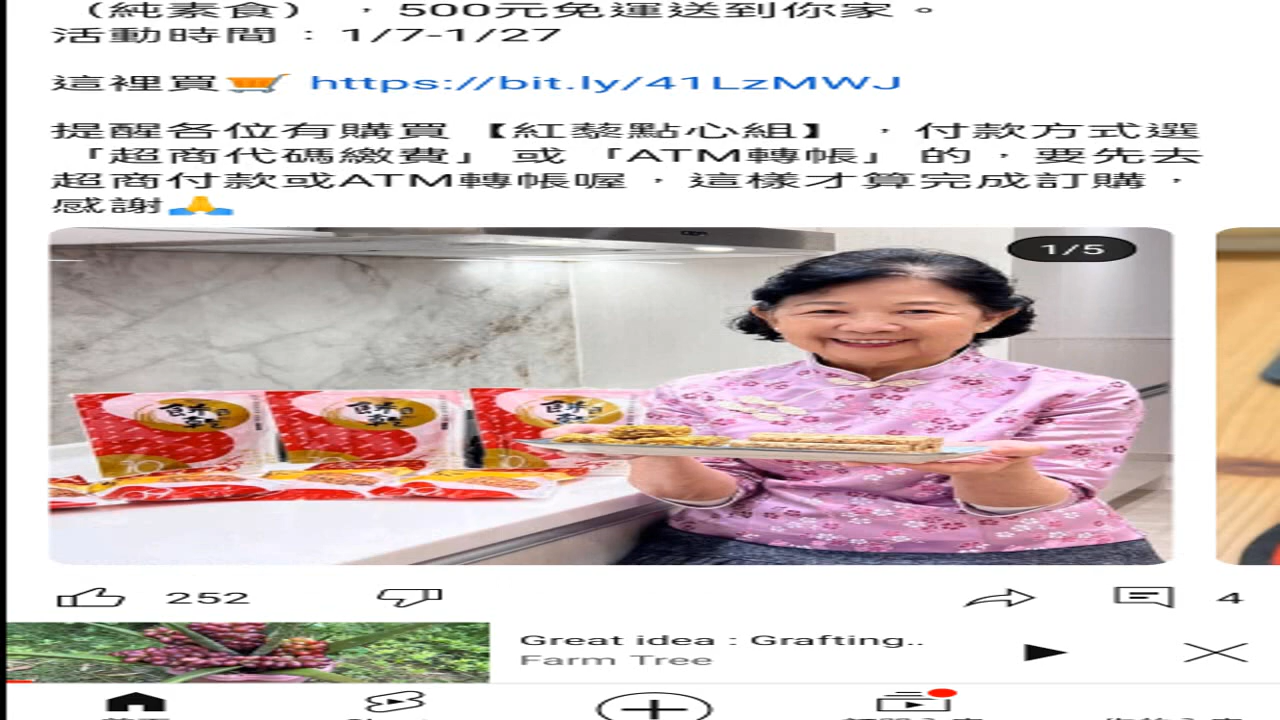 （純素食），500元免運送到你家。
活動時間：1/7-1/27
這裡買🛒 https://bit.ly/41LzMWJ
提醒各位有購買【紅藜點心組】，付款方式選
「超商代碼繳費」或「ATM轉帳」的，要先去
超商付款或ATM轉帳喔，這樣才算完成訂購，
感謝🙏
1/5
252
4
Great idea : Grafting..
Farm Tree